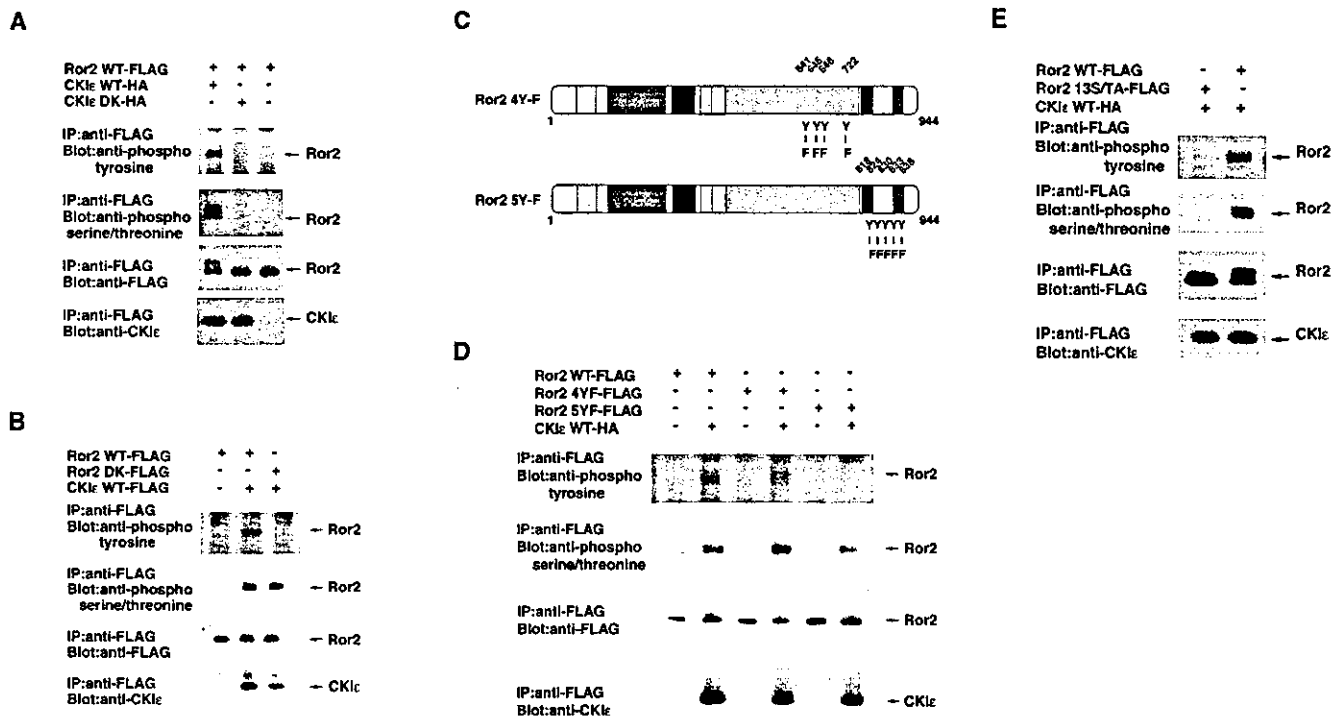 A
Ror2 WT-FLAG + + +
CKIε WT-HA + - -
CKIε DK-HA - + -
IP:anti-FLAG
Blot:anti-phospho
tyrosine
Ror2
IP:anti-FLAG
Blot:anti-phospho
serine/threonine
Ror2
IP:anti-FLAG
Blot:anti-FLAG
Ror2
IP:anti-FLAG
Blot:anti-CKIε
CKIε
B
Ror2 WT-FLAG + + -
Ror2 DK-FLAG - - +
CKIε WT-FLAG - + +
IP:anti-FLAG
Blot:anti-phospho
tyrosine
Ror2
IP:anti-FLAG
Blot:anti-phospho
serine/threonine
Ror2
IP:anti-FLAG
Blot:anti-FLAG
Ror2
IP:anti-FLAG
Blot:anti-CKIε
CKIε
C
641 646 722
Ror2 4Y-F
1 944
Y YY Y
F FF F
Ror2 5Y-F
1 944
YYYYY
FFFFF
D
Ror2 WT-FLAG + + - - - -
Ror2 4YF-FLAG - - + + - -
Ror2 5YF-FLAG - - - - + +
CKIε WT-HA - + - + - +
IP:anti-FLAG
Blot:anti-phospho
tyrosine
Ror2
IP:anti-FLAG
Blot:anti-phospho
serine/threonine
Ror2
IP:anti-FLAG
Blot:anti-FLAG
Ror2
IP:anti-FLAG
Blot:anti-CKIε
CKIε
E
Ror2 WT-FLAG - +
Ror2 13S/TA-FLAG + -
CKIε WT-HA + +
IP:anti-FLAG
Blot:anti-phospho
tyrosine
Ror2
IP:anti-FLAG
Blot:anti-phospho
serine/threonine
Ror2
IP:anti-FLAG
Blot:anti-FLAG
Ror2
IP:anti-FLAG
Blot:anti-CKIε
CKIε